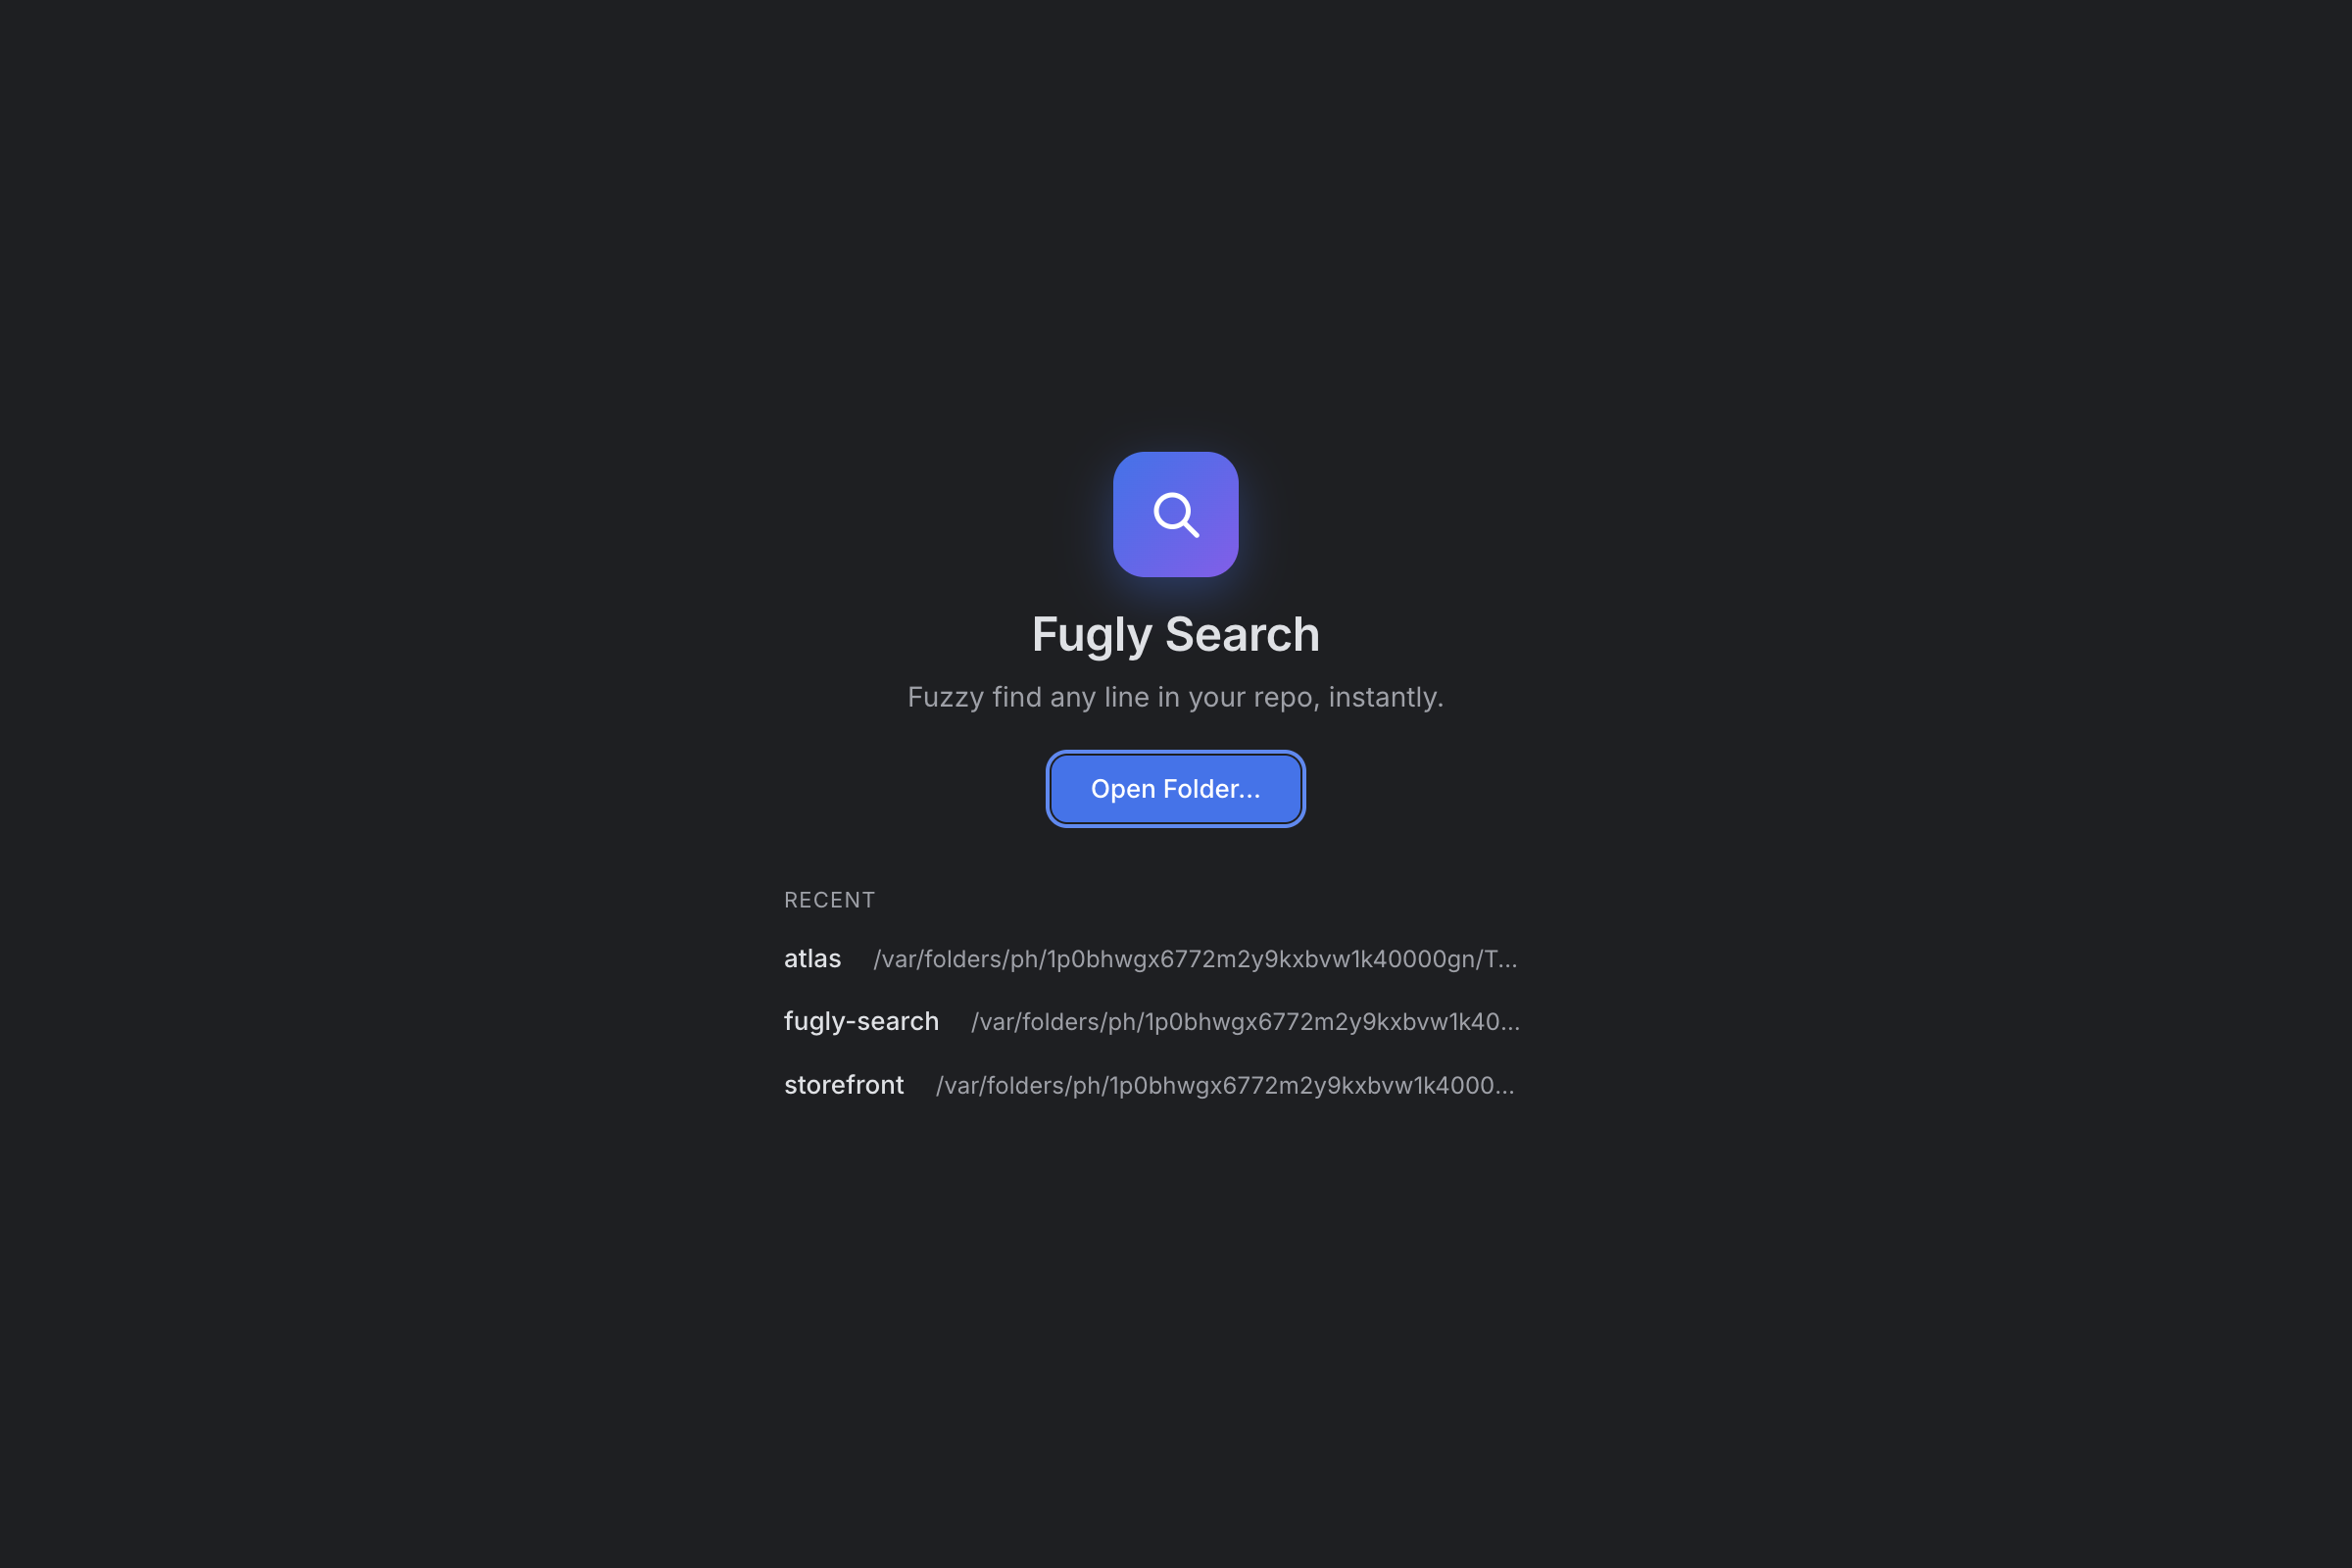 Fugly Search
Fuzzy find any line in your repo, instantly.
Open Folder...
RECENT
atlas /var/folders/ph/1p0bhwgx6772m2y9kxbvw1k40000gn/T...
fugly-search /var/folders/ph/1p0bhwgx6772m2y9kxbvw1k40...
storefront /var/folders/ph/1p0bhwgx6772m2y9kxbvw1k4000...